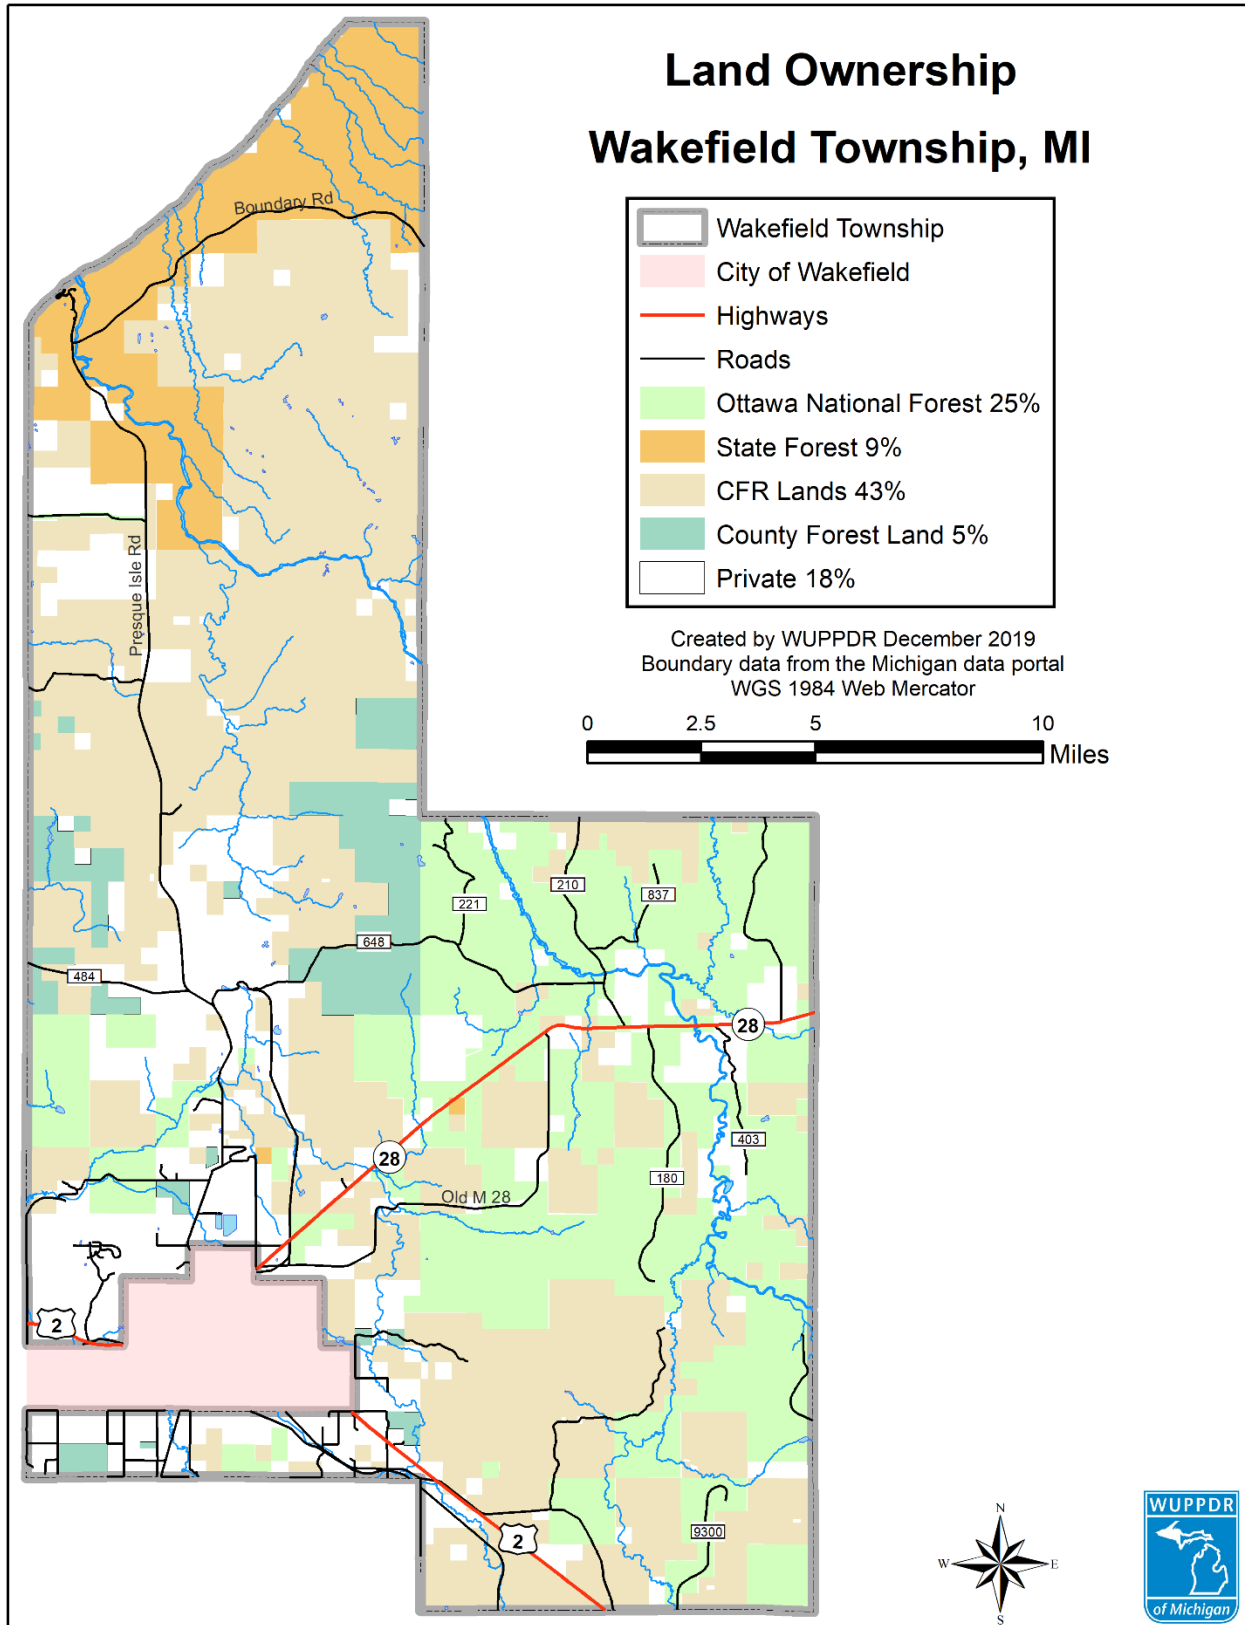 Land Ownership
Wakefield Township, MI
Wakefield Township
City of Wakefield
Highways
Roads
Ottawa National Forest 25%
State Forest 9%
CFR Lands 43%
County Forest Land 5%
Private 18%
Created by WUPPDR December 2019
Boundary data from the Michigan data portal
WGS 1984 Web Mercator
0 2.5 5 10
Miles
Boundary Rd
Presque Isle Rd
210
837
221
648
484
28
403
28
180
Old M 28
2
2
9300
N
W E
S
WUPPDR
of Michigan